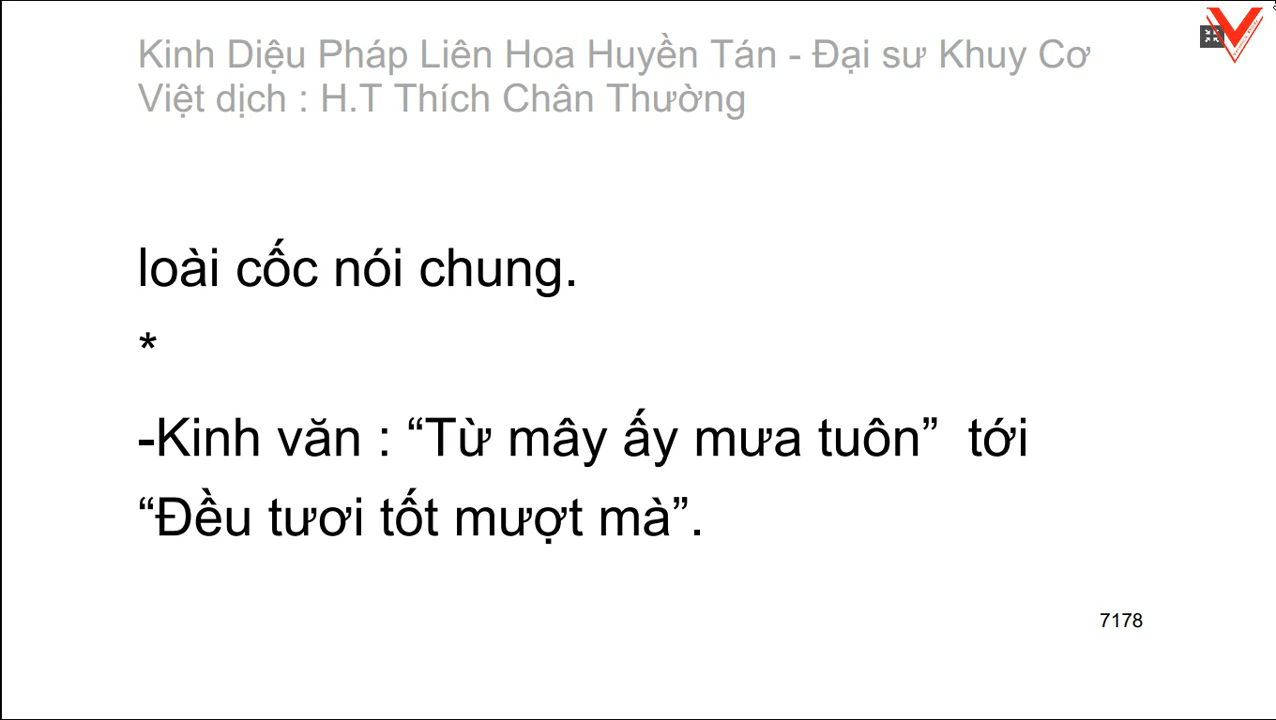 Kinh Diệu Pháp Liên Hoa Huyền Tán - Đại sư Khuy Cơ
Việt dịch : H.T Thích Chân Thường
loài cốc nói chung.
*
-Kinh văn : “Từ mây ấy mưa tuôn”  tới
“Đều tươi tốt mượt mà”.
7178